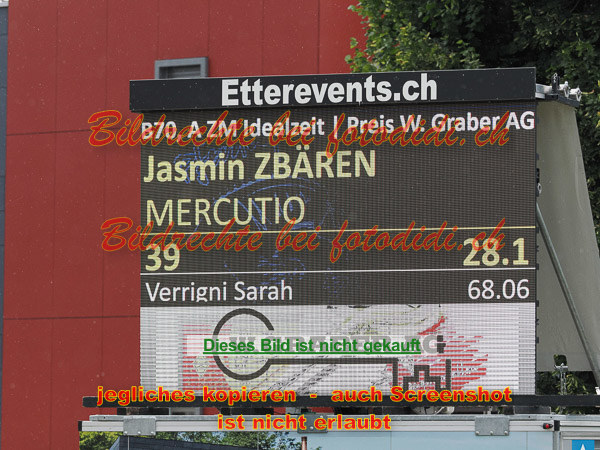 Etterevents.ch
B70, A ZM Idealzeit | Preis W. Graber AG
Bildrechte bei fotodidi.ch
Jasmin ZBÄREN
MERCUTIO
Bildrechte bei fotodidi.ch
39 28.1
Verrigni Sarah 68.06
Dieses Bild ist nicht gekauft
jegliches kopieren - auch Screenshot
ist nicht erlaubt